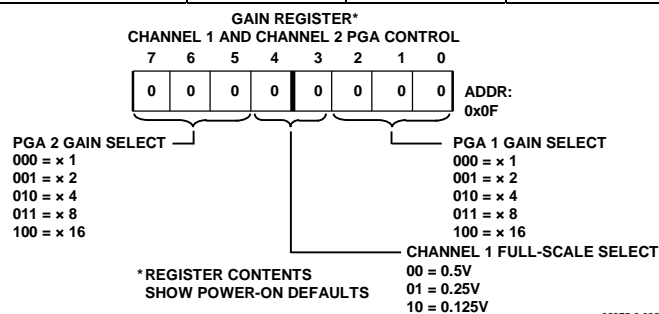 GAIN REGISTER*
CHANNEL 1 AND CHANNEL 2 PGA CONTROL
7 6 5 4 3 2 1 0
0 0 0 0 0 0 0 0 ADDR:
0x0F
PGA 2 GAIN SELECT
000 = × 1
001 = × 2
010 = × 4
011 = × 8
100 = × 16
PGA 1 GAIN SELECT
000 = × 1
001 = × 2
010 = × 4
011 = × 8
100 = × 16
CHANNEL 1 FULL-SCALE SELECT
00 = 0.5V
01 = 0.25V
10 = 0.125V
*REGISTER CONTENTS
SHOW POWER-ON DEFAULTS